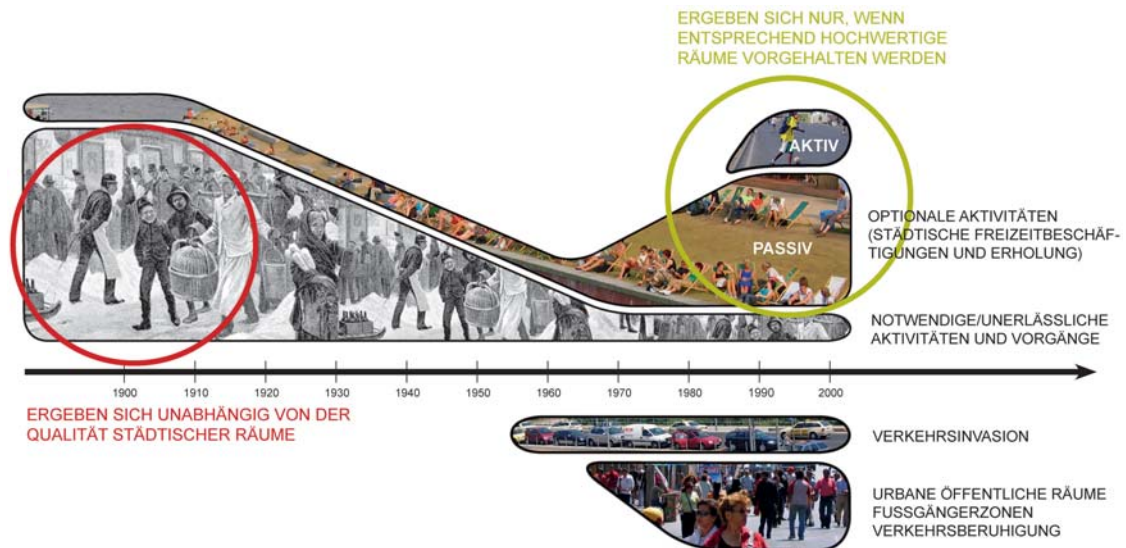 ERGEBEN SICH NUR, WENN
ENTSPRECHEND HOCHWERTIGE
RÄUME VORGEHALTEN WERDEN
AKTIV
PASSIV
OPTIONALE AKTIVITÄTEN
(STÄDTISCHE FREIZEITBESCHÄF-
TIGUNGEN UND ERHOLUNG)
NOTWENDIGE/UNERLÄSSLICHE
AKTIVITÄTEN UND VORGÄNGE
1900 1910 1920 1930 1940 1950 1960 1970 1980 1990 2000
ERGEBEN SICH UNABHÄNGIG VON DER
QUALITÄT STÄDTISCHER RÄUME
VERKEHRSINVASION
URBANE ÖFFENTLICHE RÄUME
FUSSGÄNGERZONEN
VERKEHRSBERUHIGUNG